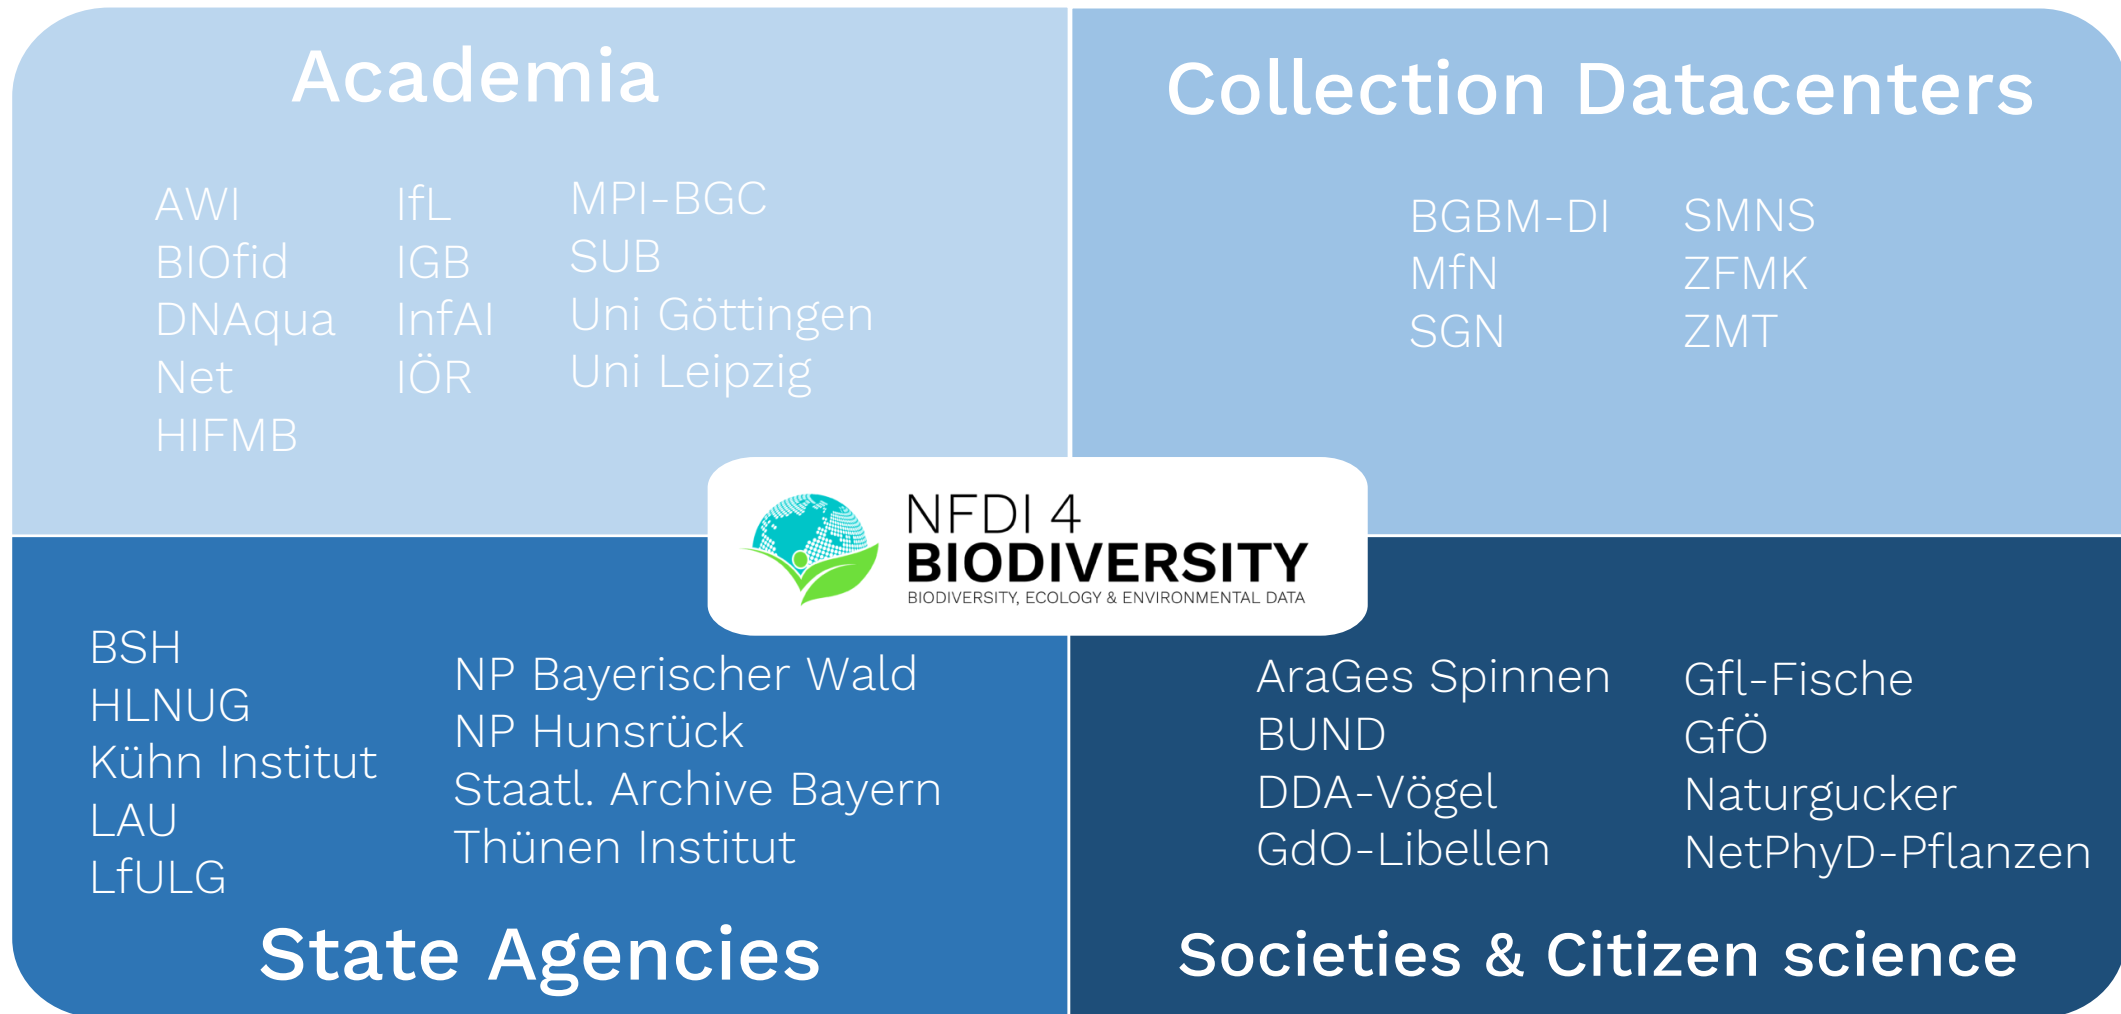 Academia
AWI
BIOfid
DNAqua
Net
HIFMB
IfL
IGB
InfAI
IÖR
MPI-BGC
SUB
Uni Göttingen
Uni Leipzig
Collection Datacenters
BGBM-DI
MfN
SGN
SMNS
ZFMK
ZMT
NFDI 4
BIODIVERSITY
BIODIVERSITY, ECOLOGY & ENVIRONMENTAL DATA
BSH
HLNUG
Kühn Institut
LAU
LfULG
NP Bayerischer Wald
NP Hunsrück
Staatl. Archive Bayern
Thünen Institut
State Agencies
AraGes Spinnen
BUND
DDA-Vögel
GdO-Libellen
Gfl-Fische
GfÖ
Naturgucker
NetPhyD-Pflanzen
Societies & Citizen science